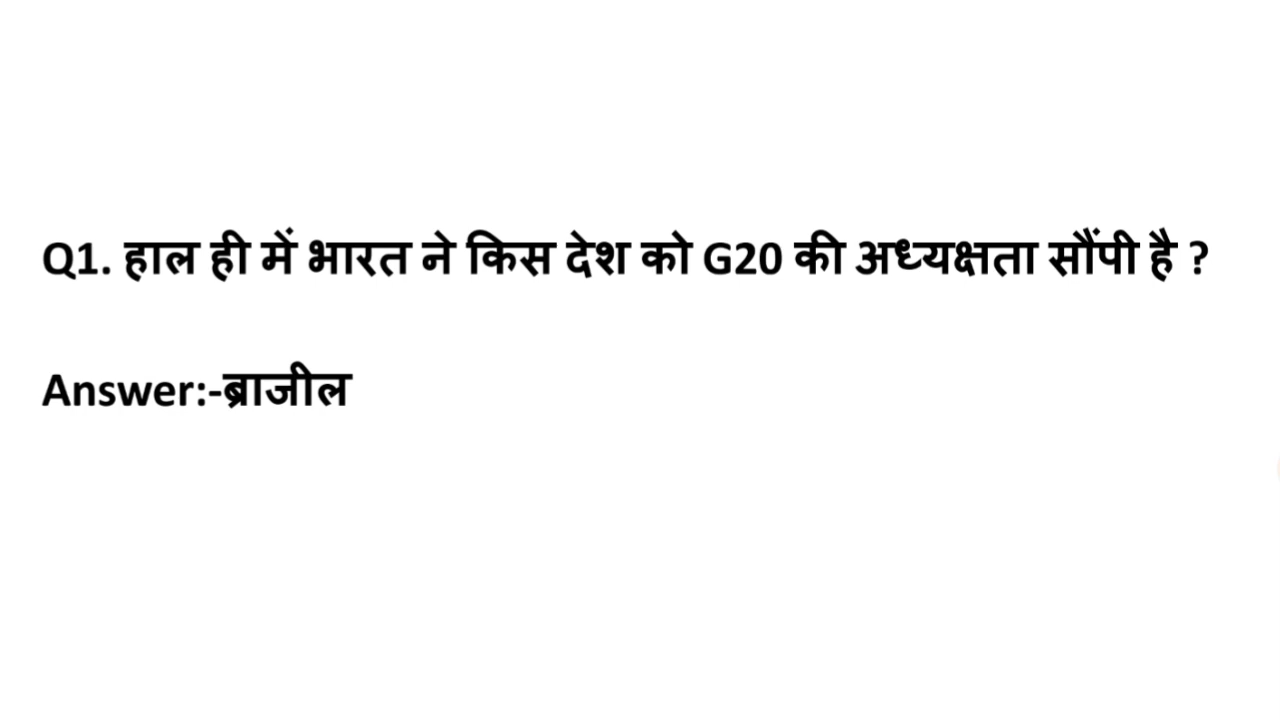 Q1. हाल ही में भारत ने किस देश को G20 की अध्यक्षता सौंपी है ?
Answer:-ब्राजील